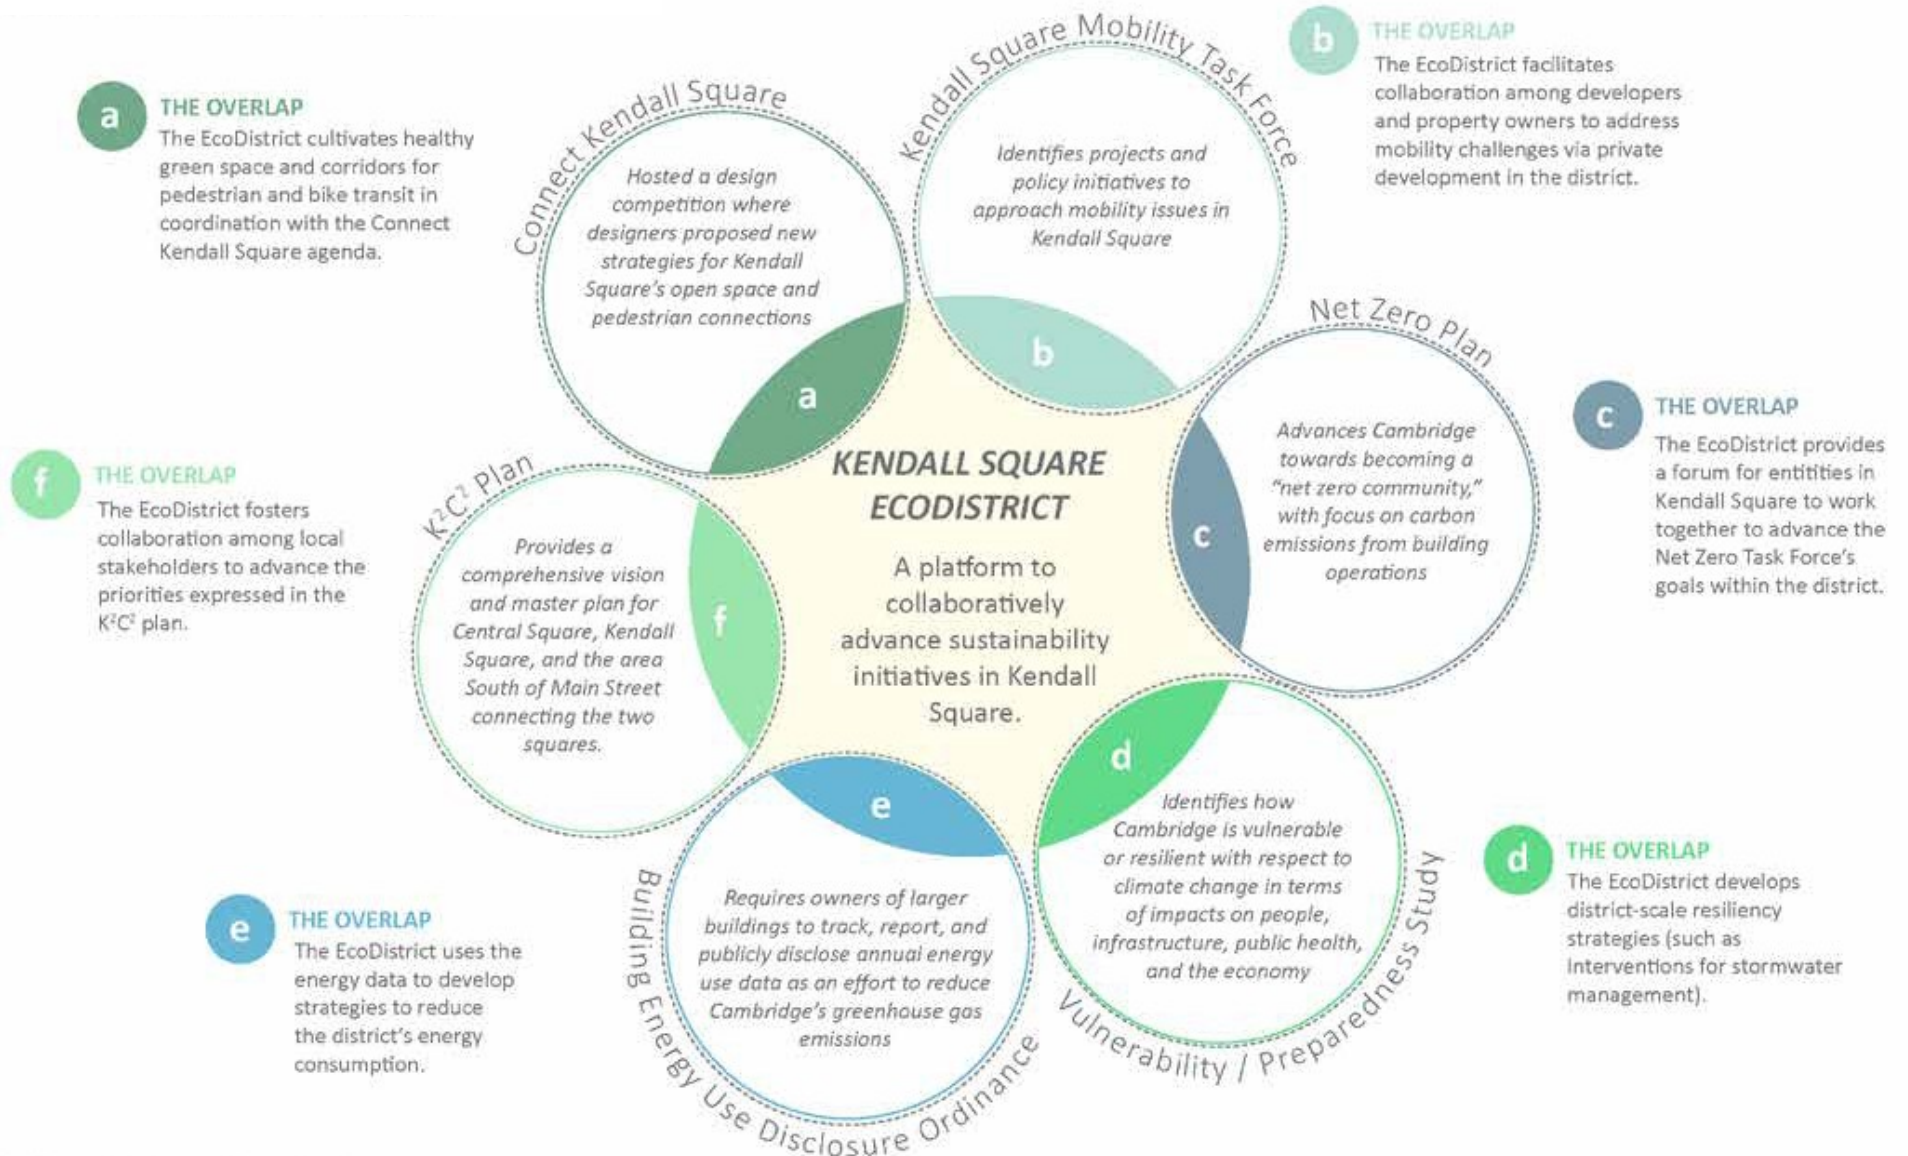 a
THE OVERLAP
The EcoDistrict cultivates healthy
green space and corridors for
pedestrian and bike transit in
coordination with the Connect
Kendall Square agenda.
Connect Kendall Square
Hosted a design
competition where
designers proposed new
strategies for Kendall
Square's open space and
pedestrian connections
a
Kendall Square Mobility Task Force
Identifies projects and
policy initiatives to
approach mobility issues in
Kendall Square
b
b
THE OVERLAP
The EcoDistrict facilitates
collaboration among developers
and property owners to address
mobility challenges via private
development in the district.
Net Zero Plan
Advances Cambridge
towards becoming a
"net zero community,"
with focus on carbon
emissions from building
operations
c
c
THE OVERLAP
The EcoDistrict provides
a forum for entitities in
Kendall Square to work
together to advance the
Net Zero Task Force's
goals within the district.
KENDALL SQUARE
ECODISTRICT
A platform to
collaboratively
advance sustainability
initiatives in Kendall
Square.
f
THE OVERLAP
The EcoDistrict fosters
collaboration among local
stakeholders to advance the
priorities expressed in the
K²C² plan.
K²C² Plan
Provides a
comprehensive vision
and master plan for
Central Square, Kendall
Square, and the area
South of Main Street
connecting the two
squares.
f
d
Identifies how
Cambridge is vulnerable
or resilient with respect to
climate change in terms
of impacts on people,
infrastructure, public health,
and the economy
Vulnerability / Preparedness Study
d
THE OVERLAP
The EcoDistrict develops
district-scale resiliency
strategies (such as
Interventions for stormwater
management).
e
THE OVERLAP
The EcoDistrict uses the
energy data to develop
strategies to reduce
the district's energy
consumption.
e
Requires owners of larger
buildings to track, report, and
publicly disclose annual energy
use data as an effort to reduce
Cambridge's greenhouse gas
emissions
Building Energy Use Disclosure Ordinance